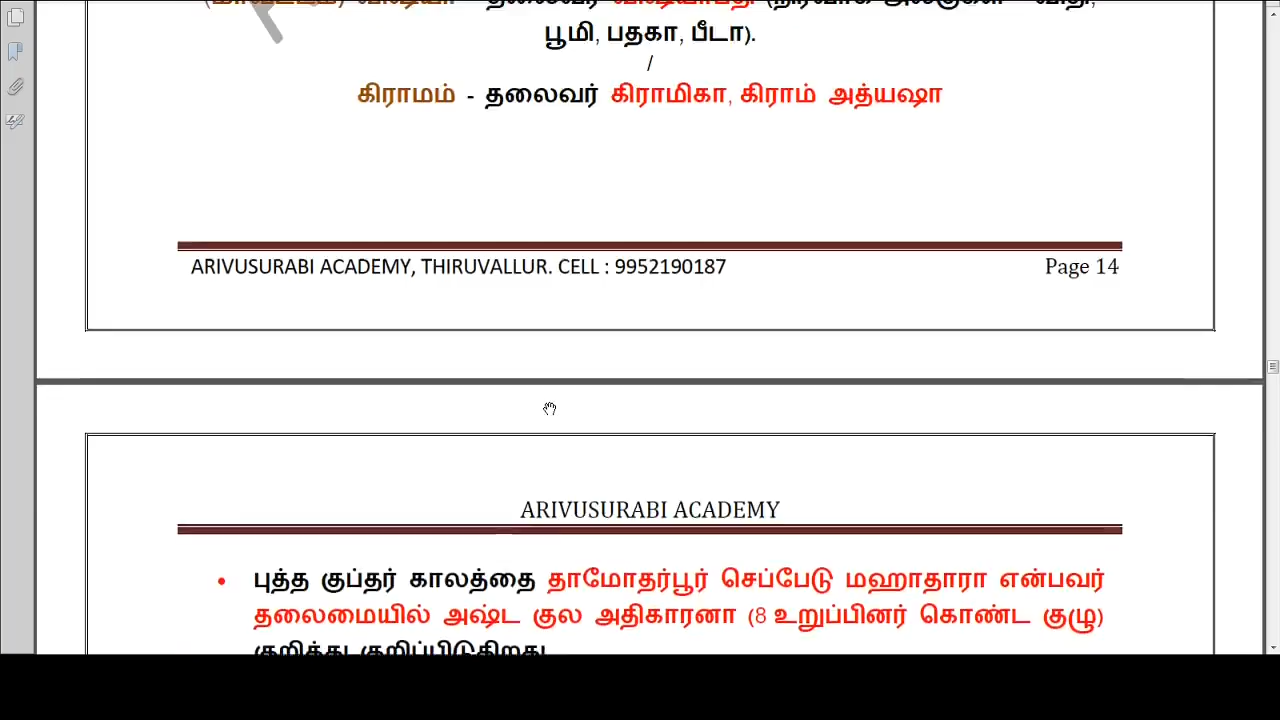 பூமி, பதகா, பீடா).
/
கிராமம் - தலைவர் கிராமிகா, கிராம் அத்யஷா
ARIVUSURABI ACADEMY, THIRUVALLUR. CELL : 9952190187 Page 14
ARIVUSURABI ACADEMY
• புத்த குப்தர் காலத்தை தாமோதர்பூர் செப்பேடு மஹாதாரா என்பவர்
தலைமையில் அஷ்ட குல அதிகாரனா (8 உறுப்பினர் கொண்ட குழு)
குறித்து குறிப்பிடுகிறது